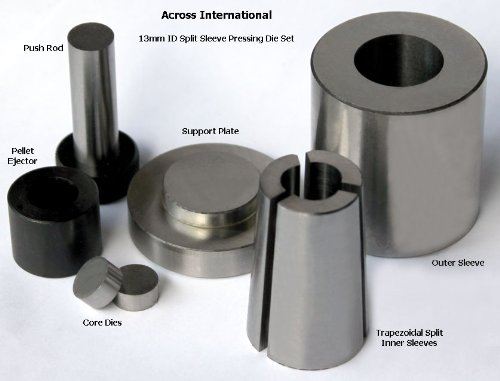 Across International
13mm ID Split Sleeve Pressing Die Set
Push Rod
Support Plate
Pellet
Ejector
Outer Sleeve
Core Dies
Trapezoidal Split
Inner Sleeves